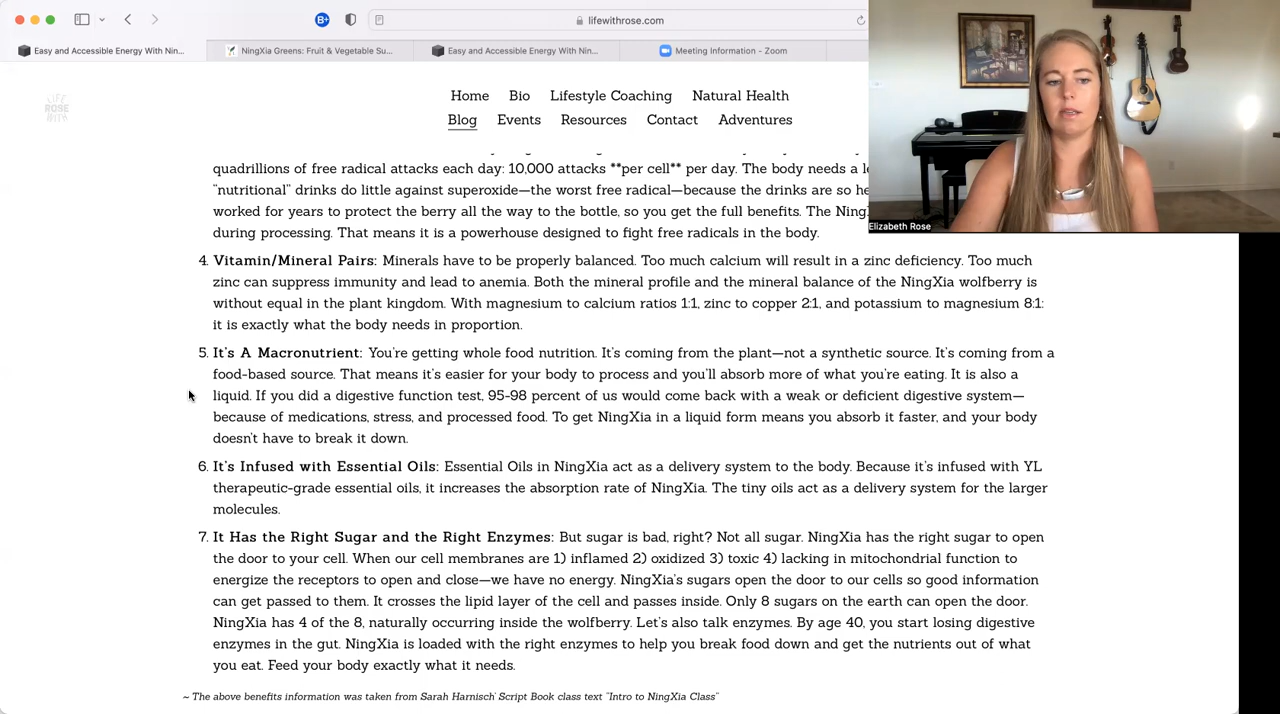 lifewithrose.com
Easy and Accessible Energy With Nin...
NingXia Greens: Fruit & Vegetable Su...
Easy and Accessible Energy With Nin...
Meeting Information - Zoom
B+
LIFE
ROSE
Home Bio Lifestyle Coaching Natural Health
Blog Events Resources Contact Adventures
Elizabeth Rose
quadrillions of free radical attacks each day: 10,000 attacks **per cell** per day. The body needs a l
"nutritional" drinks do little against superoxide—the worst free radical—because the drinks are so he
worked for years to protect the berry all the way to the bottle, so you get the full benefits. The Ning
during processing. That means it is a powerhouse designed to fight free radicals in the body.
4. Vitamin/Mineral Pairs: Minerals have to be properly balanced. Too much calcium will result in a zinc deficiency. Too much
zinc can suppress immunity and lead to anemia. Both the mineral profile and the mineral balance of the NingXia wolfberry is
without equal in the plant kingdom. With magnesium to calcium ratios 1:1, zinc to copper 2:1, and potassium to magnesium 8:1:
it is exactly what the body needs in proportion.
5. It's A Macronutrient: You're getting whole food nutrition. It's coming from the plant—not a synthetic source. It's coming from a
food-based source. That means it's easier for your body to process and you'll absorb more of what you're eating. It is also a
liquid. If you did a digestive function test, 95-98 percent of us would come back with a weak or deficient digestive system—
because of medications, stress, and processed food. To get NingXia in a liquid form means you absorb it faster, and your body
doesn't have to break it down.
6. It's Infused with Essential Oils: Essential Oils in NingXia act as a delivery system to the body. Because it's infused with YL
therapeutic-grade essential oils, it increases the absorption rate of NingXia. The tiny oils act as a delivery system for the larger
molecules.
7. It Has the Right Sugar and the Right Enzymes: But sugar is bad, right? Not all sugar. NingXia has the right sugar to open
the door to your cell. When our cell membranes are 1) inflamed 2) oxidized 3) toxic 4) lacking in mitochondrial function to
energize the receptors to open and close—we have no energy. NingXia's sugars open the door to our cells so good information
can get passed to them. It crosses the lipid layer of the cell and passes inside. Only 8 sugars on the earth can open the door.
NingXia has 4 of the 8, naturally occurring inside the wolfberry. Let's also talk enzymes. By age 40, you start losing digestive
enzymes in the gut. NingXia is loaded with the right enzymes to help you break food down and get the nutrients out of what
you eat. Feed your body exactly what it needs.
~ The above benefits information was taken from Sarah Harnisch' Script Book class text "Intro to NingXia Class"